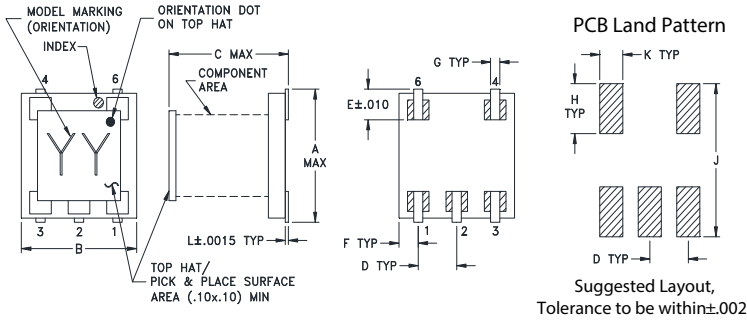 MODEL MARKING
(ORIENTATION)
INDEX
ORIENTATION DOT
ON TOP HAT
4
6
YY
3
2
1
B
C MAX
COMPONENT
AREA
A
MAX
L±.0015 TYP
TOP HAT/
PICK & PLACE SURFACE
AREA (.10x.10) MIN
G TYP
6
4
E±.010
1
2
3
F TYP
D TYP
PCB Land Pattern
K TYP
H
TYP
J
D TYP
Suggested Layout,
Tolerance to be within±.002